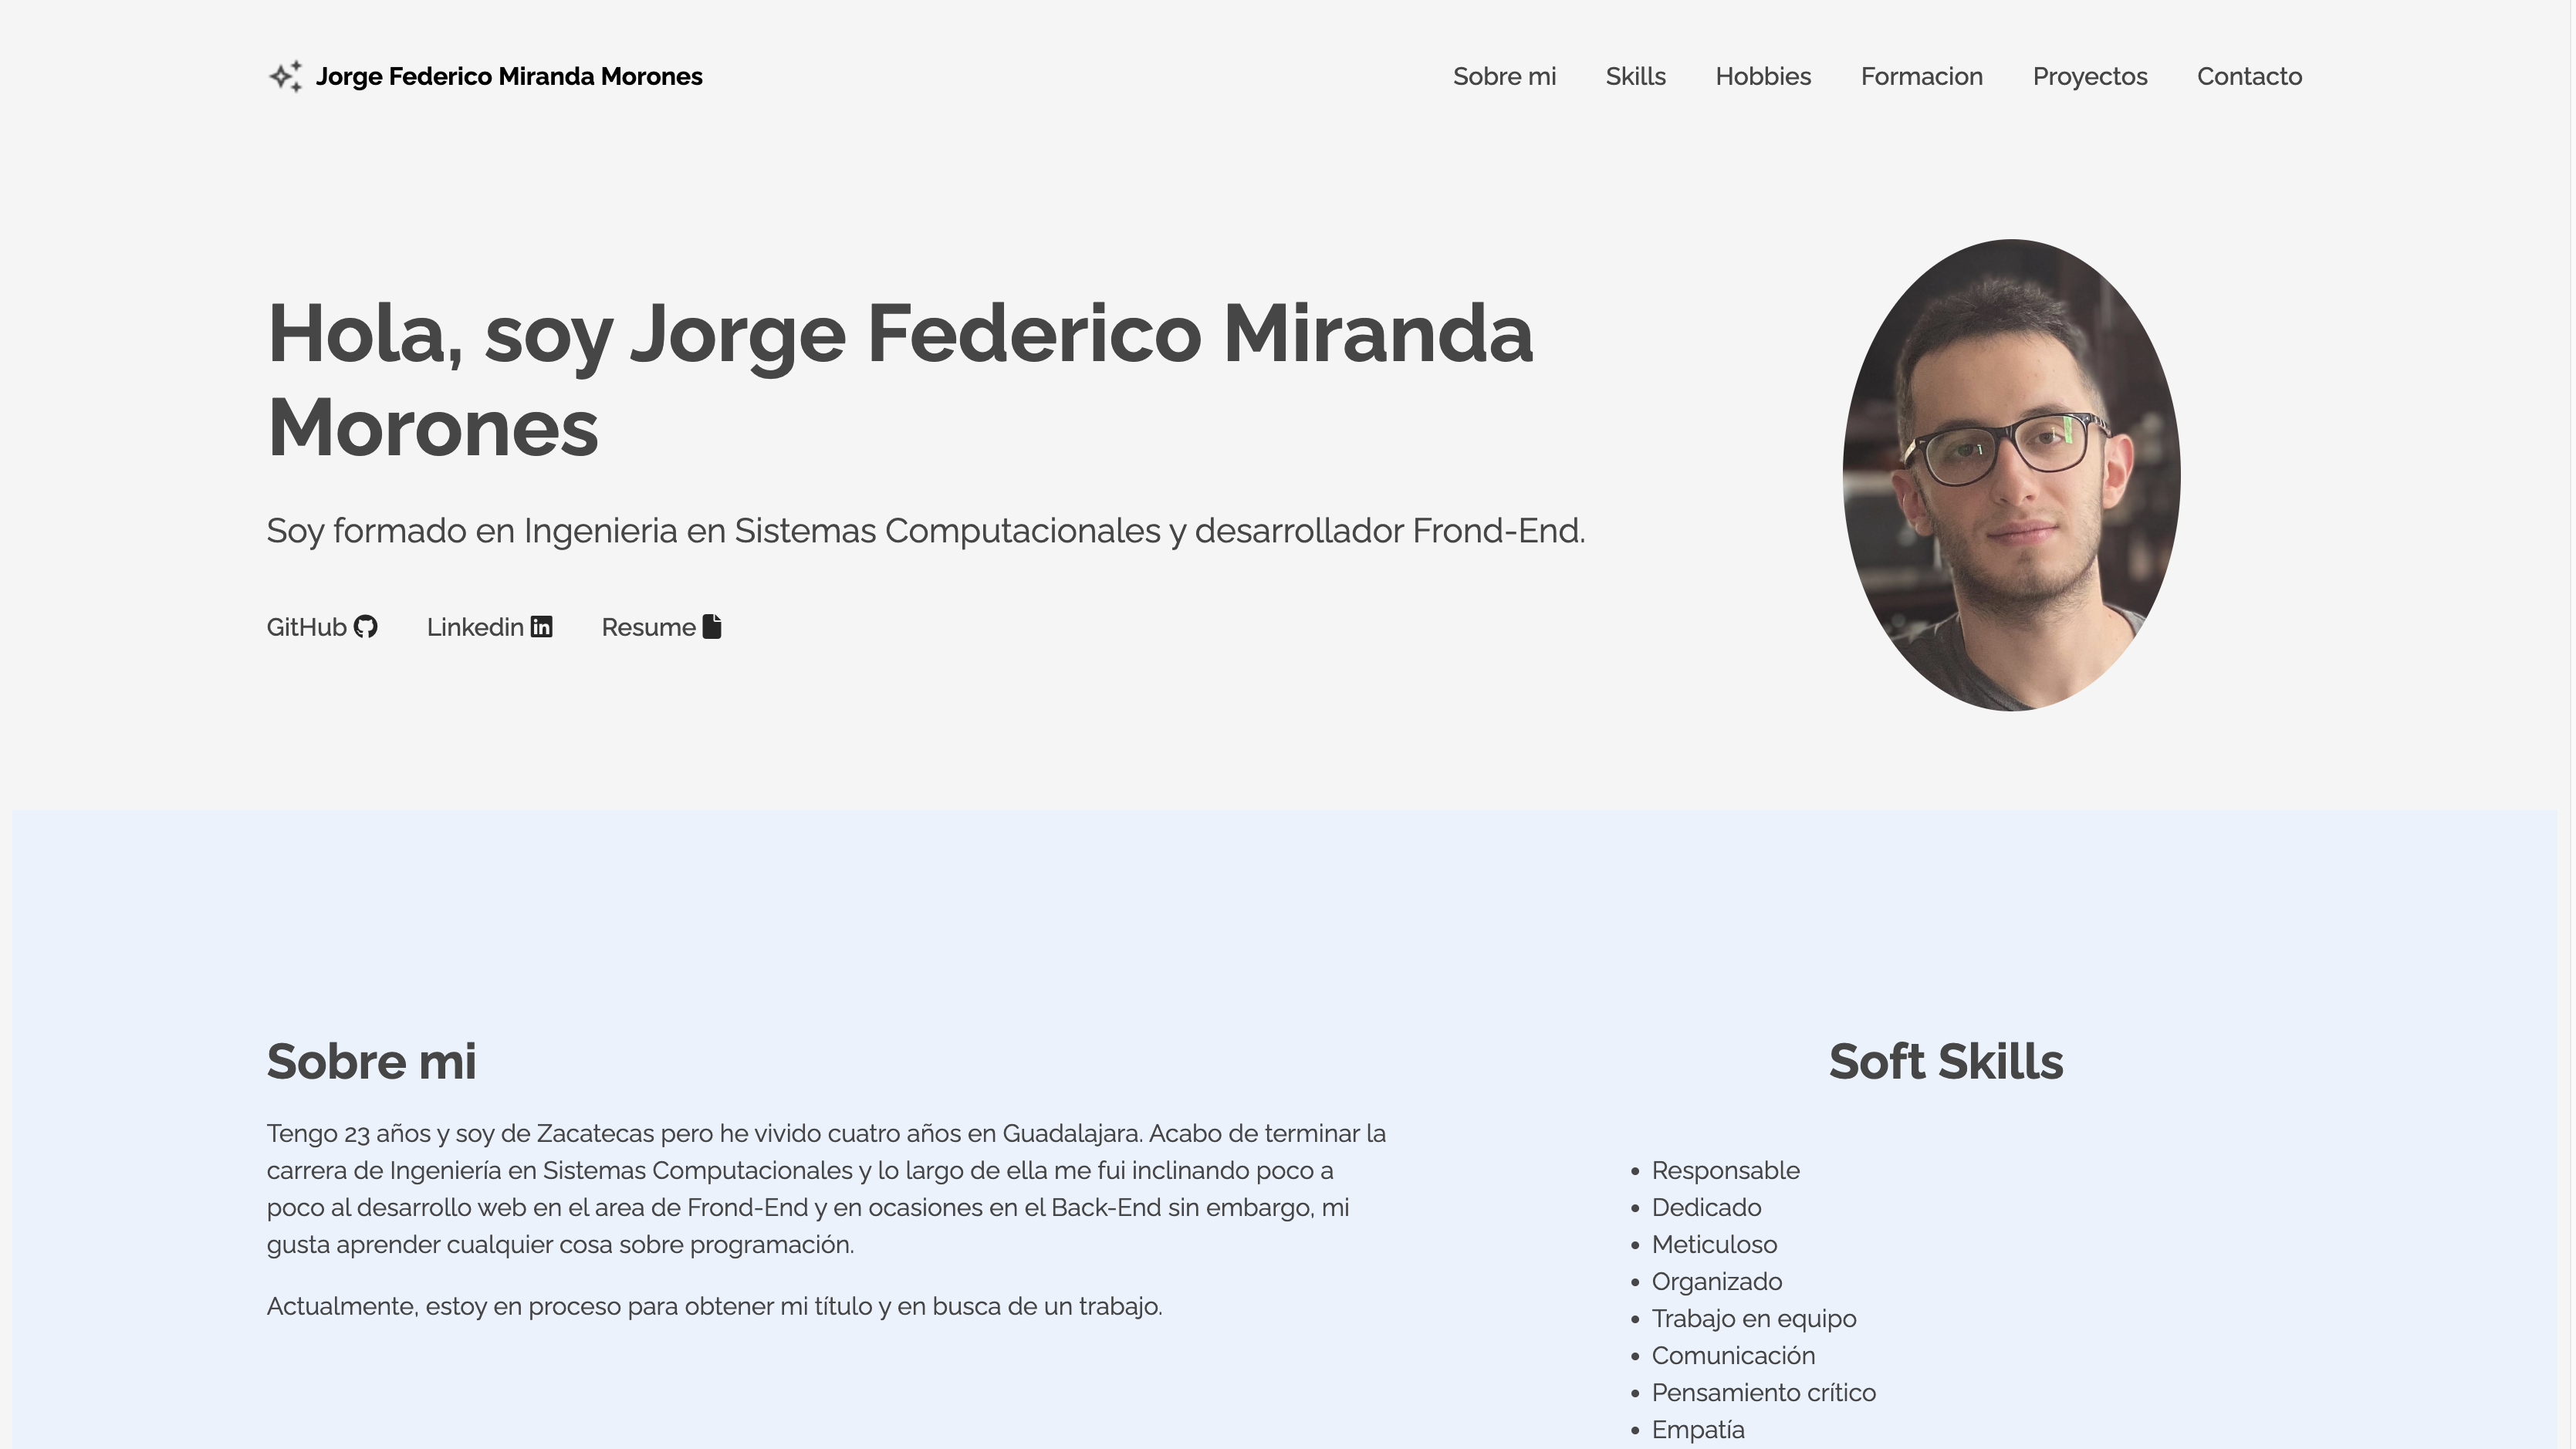 Jorge Federico Miranda Morones
Sobre mi
Skills
Hobbies
Formacion
Proyectos
Contacto
Hola, soy Jorge Federico Miranda
Morones
Soy formado en Ingenieria en Sistemas Computacionales y desarrollador Frond-End.
GitHub
Linkedin
Resume
Sobre mi
Tengo 23 años y soy de Zacatecas pero he vivido cuatro años en Guadalajara. Acabo de terminar la
carrera de Ingeniería en Sistemas Computacionales y lo largo de ella me fui inclinando poco a
poco al desarrollo web en el area de Frond-End y en ocasiones en el Back-End sin embargo, mi
gusta aprender cualquier cosa sobre programación.
Actualmente, estoy en proceso para obtener mi título y en busca de un trabajo.
Soft Skills
Responsable
Dedicado
Meticuloso
Organizado
Trabajo en equipo
Comunicación
Pensamiento crítico
Empatía